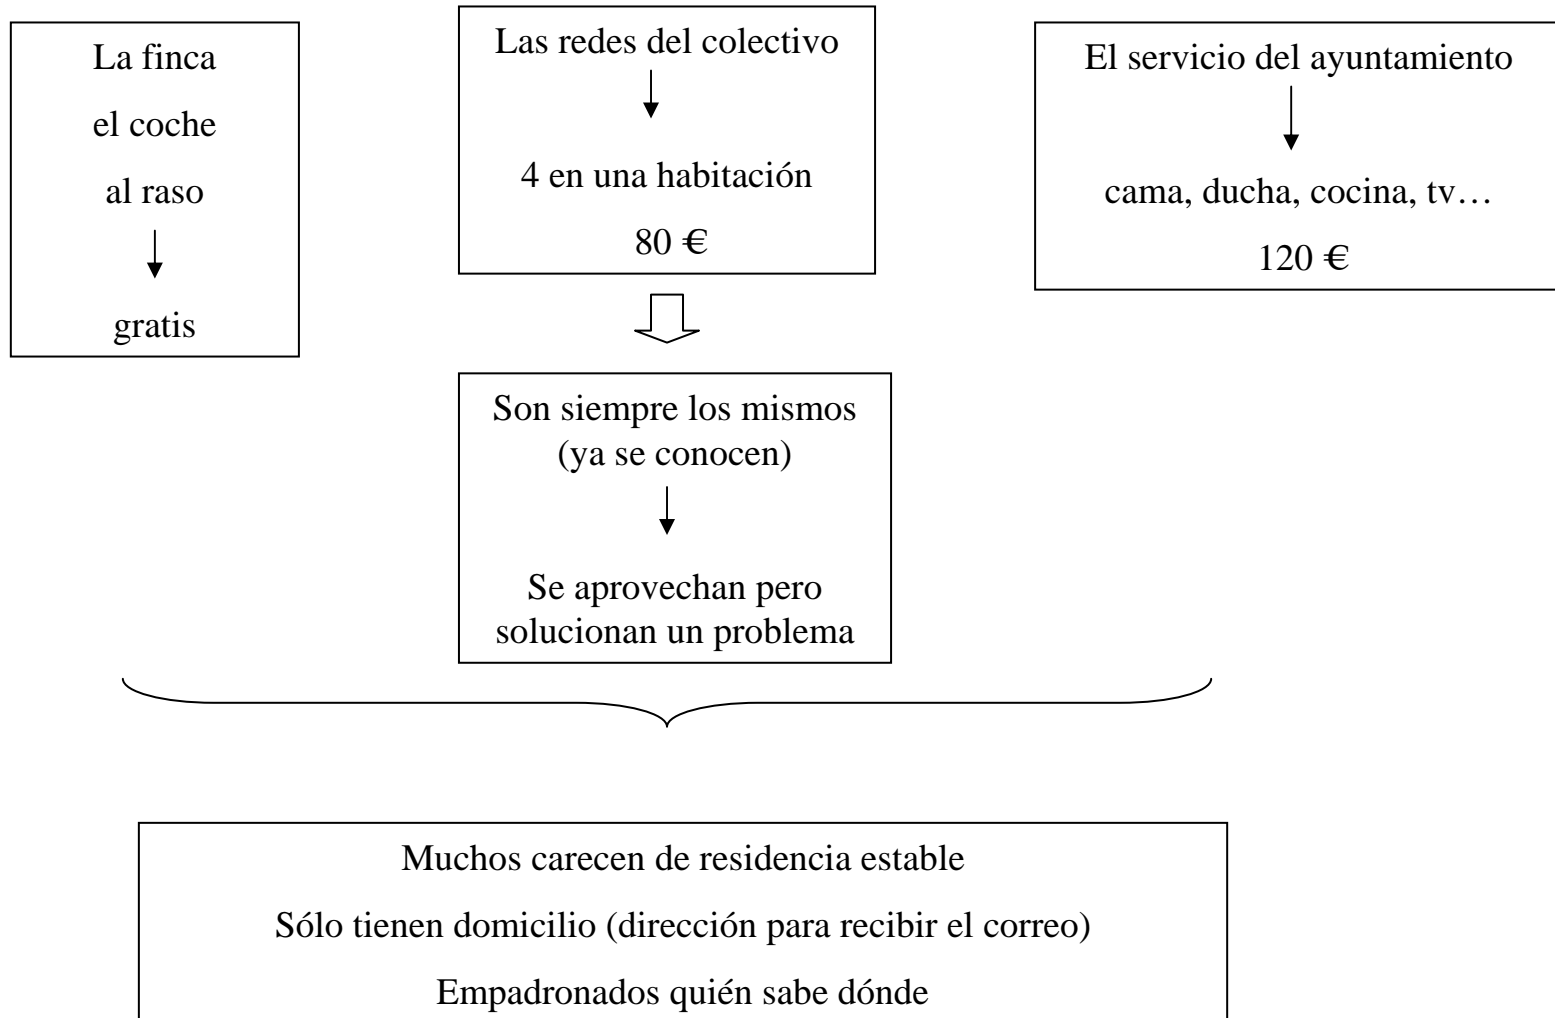 La finca
el coche
al raso
gratis
Las redes del colectivo
4 en una habitación
80 €
El servicio del ayuntamiento
cama, ducha, cocina, tv…
120 €
Son siempre los mismos
(ya se conocen)
Se aprovechan pero
solucionan un problema
Muchos carecen de residencia estable
Sólo tienen domicilio (dirección para recibir el correo)
Empadronados quién sabe dónde